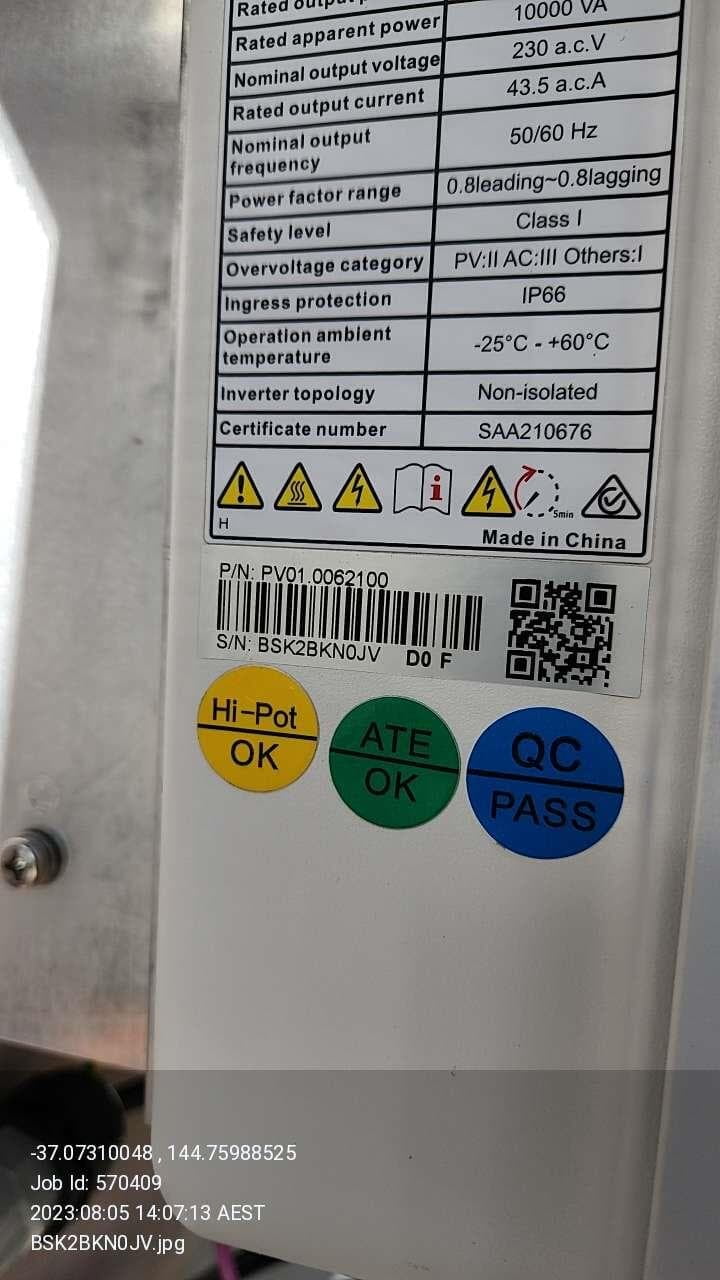 Rated output
Rated apparent power 10000 VA
Nominal output voltage 230 a.c.V
Rated output current 43.5 a.c.A
Nominal output frequency 50/60 Hz
Power factor range 0.8leading~0.8lagging
Safety level Class I
Overvoltage category PV:II AC:III Others:I
Ingress protection IP66
Operation ambient temperature -25°C - +60°C
Inverter topology Non-isolated
Certificate number SAA210676
5min
H
Made in China
P/N: PV01.0062100
S/N: BSK2BKN0JV D0 F
Hi-Pot
OK
ATE
OK
QC
PASS
-37.07310048 , 144.75988525
Job Id: 570409
2023:08:05 14:07:13 AEST
BSK2BKN0JV.jpg